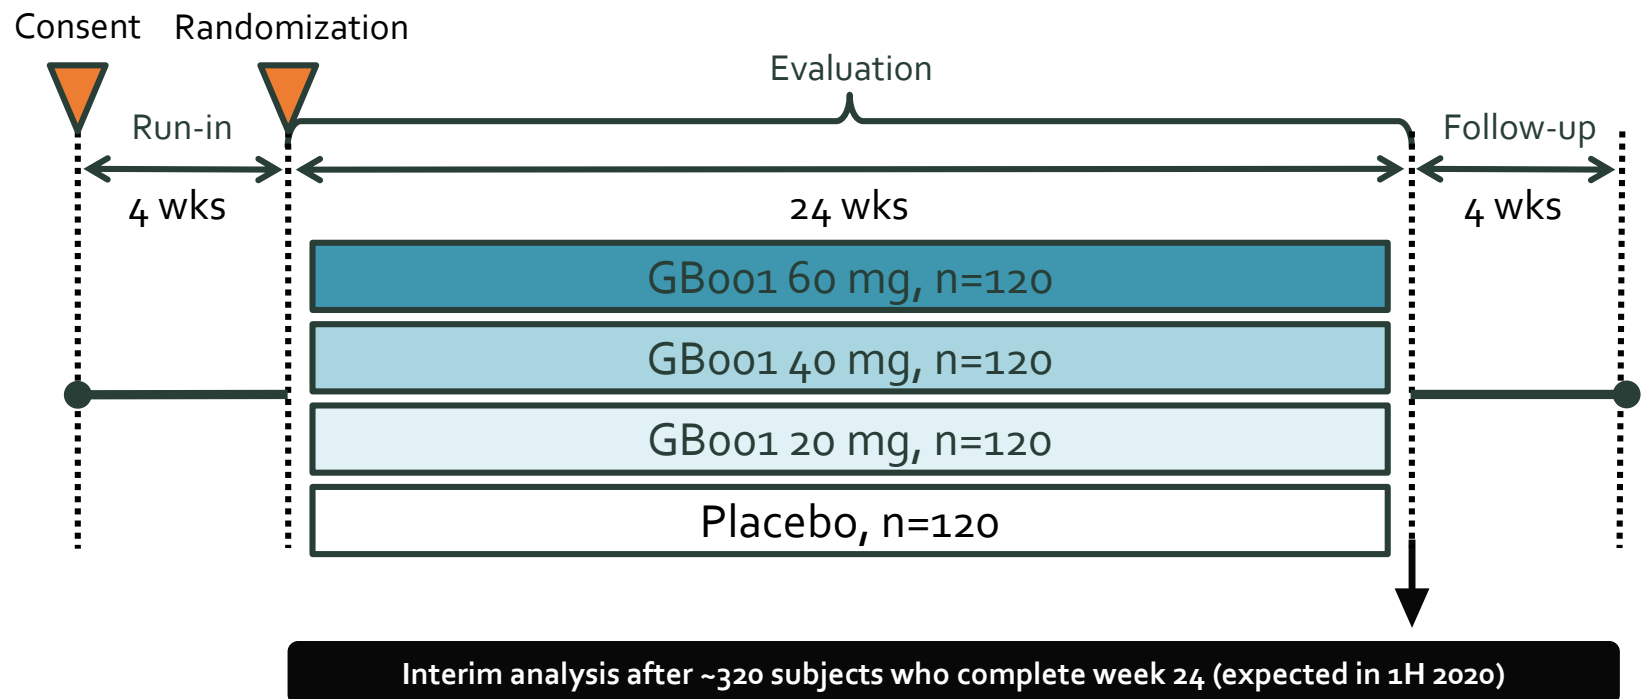 Consent Randomization
Evaluation
Run-in
Follow-up
4 wks
24 wks
4 wks
GB001 60 mg, n=120
GB001 40 mg, n=120
GB001 20 mg, n=120
Placebo, n=120
Interim analysis after ~320 subjects who complete week 24 (expected in 1H 2020)